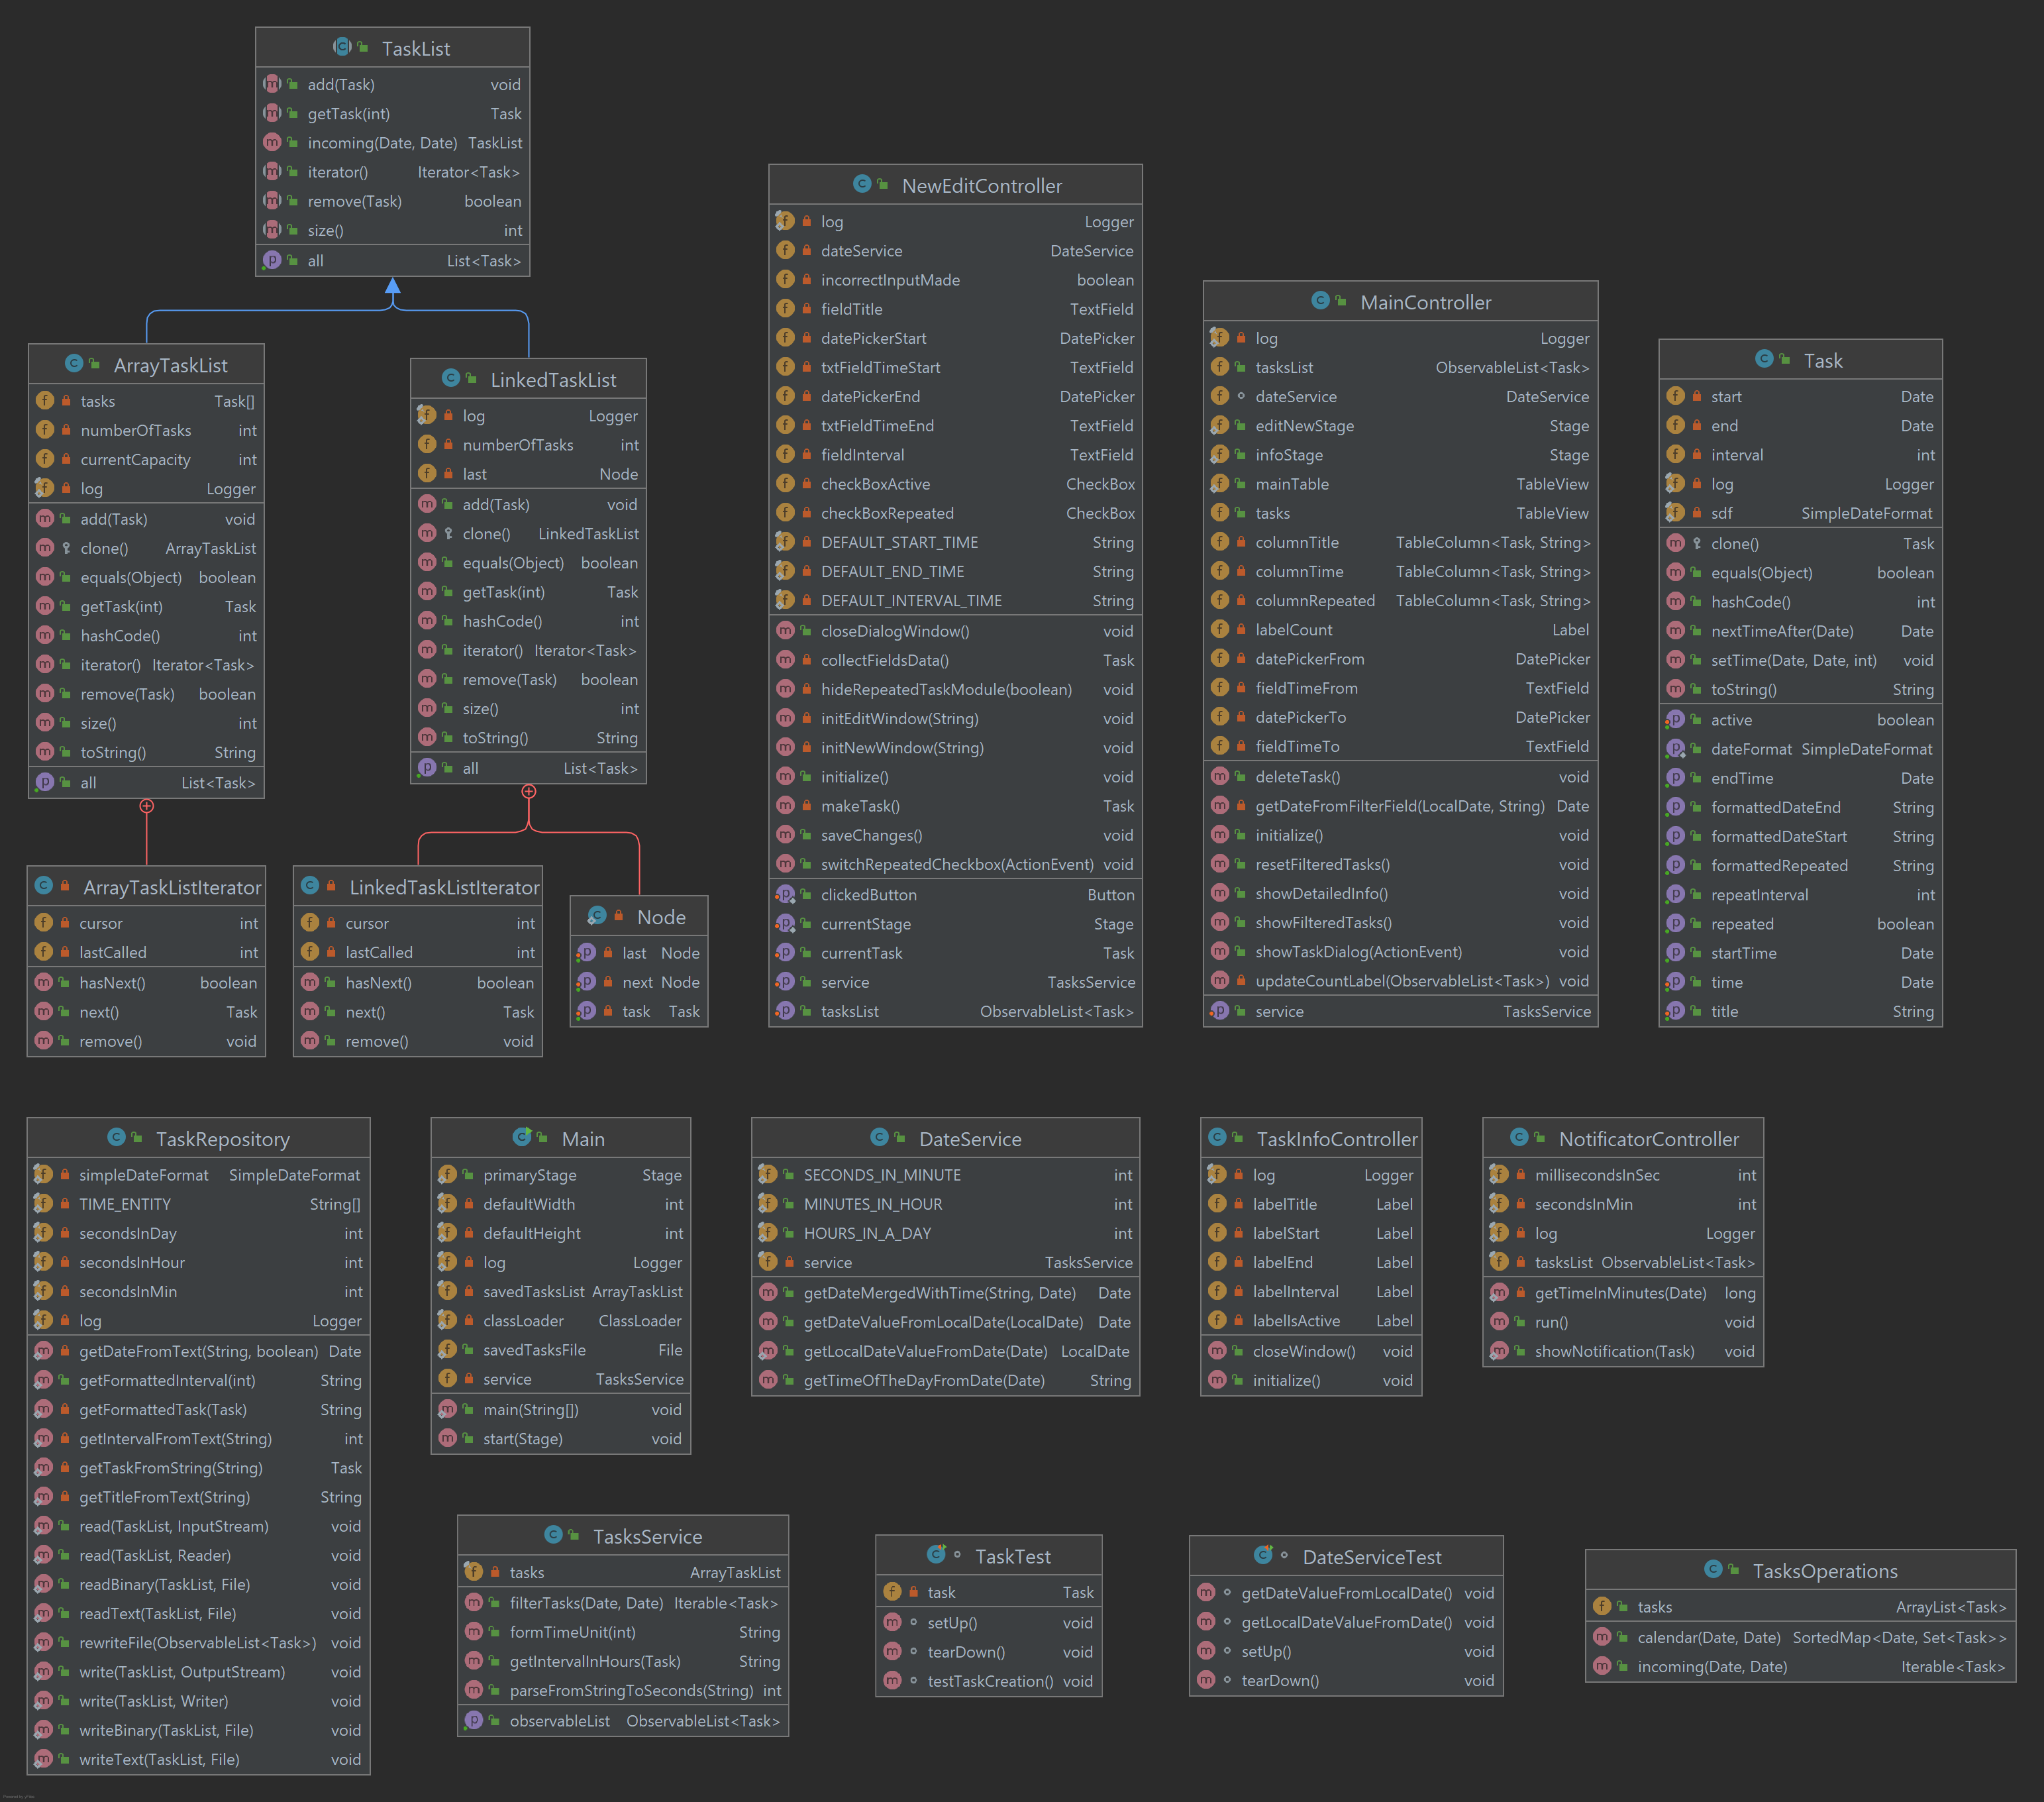 TaskList
add(Task) void
getTask(int) Task
incoming(Date, Date) TaskList
iterator() Iterator<Task>
remove(Task) boolean
size() int
all List<Task>
ArrayTaskList
tasks Task[]
numberOfTasks int
currentCapacity int
log Logger
add(Task) void
clone() ArrayTaskList
equals(Object) boolean
getTask(int) Task
hashCode() int
iterator() Iterator<Task>
remove(Task) boolean
size() int
toString() String
all List<Task>
LinkedTaskList
log Logger
numberOfTasks int
last Node
add(Task) void
clone() LinkedTaskList
equals(Object) boolean
getTask(int) Task
hashCode() int
iterator() Iterator<Task>
remove(Task) boolean
size() int
toString() String
all List<Task>
ArrayTaskListIterator
cursor int
lastCalled int
hasNext() boolean
next() Task
remove() void
LinkedTaskListIterator
cursor int
lastCalled int
hasNext() boolean
next() Task
remove() void
Node
last Node
next Node
task Task
NewEditController
log Logger
dateService DateService
incorrectInputMade boolean
fieldTitle TextField
datePickerStart DatePicker
txtFieldTimeStart TextField
datePickerEnd DatePicker
txtFieldTimeEnd TextField
fieldInterval TextField
checkBoxActive CheckBox
checkBoxRepeated CheckBox
DEFAULT_START_TIME String
DEFAULT_END_TIME String
DEFAULT_INTERVAL_TIME String
closeDialogWindow() void
collectFieldsData() Task
hideRepeatedTaskModule(boolean) void
initEditWindow(String) void
initNewWindow(String) void
initialize() void
makeTask() Task
saveChanges() void
switchRepeatedCheckbox(ActionEvent) void
clickedButton Button
currentStage Stage
currentTask Task
service TasksService
tasksList ObservableList<Task>
MainController
log Logger
tasksList ObservableList<Task>
dateService DateService
editNewStage Stage
infoStage Stage
mainTable TableView
tasks TableView
columnTitle TableColumn<Task, String>
columnTime TableColumn<Task, String>
columnRepeated TableColumn<Task, String>
labelCount Label
datePickerFrom DatePicker
fieldTimeFrom TextField
datePickerTo DatePicker
fieldTimeTo TextField
deleteTask() void
getDateFromFilterField(LocalDate, String) Date
initialize() void
resetFilteredTasks() void
showDetailedInfo() void
showFilteredTasks() void
showTaskDialog(ActionEvent) void
updateCountLabel(ObservableList<Task>) void
service TasksService
Task
start Date
end Date
interval int
log Logger
sdf SimpleDateFormat
clone() Task
equals(Object) boolean
hashCode() int
nextTimeAfter(Date) Date
setTime(Date, Date, int) void
toString() String
active boolean
dateFormat SimpleDateFormat
endTime Date
formattedDateEnd String
formattedDateStart String
formattedRepeated String
repeatInterval int
repeated boolean
startTime Date
time Date
title String
TaskRepository
simpleDateFormat SimpleDateFormat
TIME_ENTITY String[]
secondsInDay int
secondsInHour int
secondsInMin int
log Logger
getDateFromText(String, boolean) Date
getFormattedInterval(int) String
getFormattedTask(Task) String
getIntervalFromText(String) int
getTaskFromString(String) Task
getTitleFromText(String) String
read(TaskList, InputStream) void
read(TaskList, Reader) void
readBinary(TaskList, File) void
readText(TaskList, File) void
rewriteFile(ObservableList<Task>) void
write(TaskList, OutputStream) void
write(TaskList, Writer) void
writeBinary(TaskList, File) void
writeText(TaskList, File) void
Main
primaryStage Stage
defaultWidth int
defaultHeight int
log Logger
savedTasksList ArrayTaskList
classLoader ClassLoader
savedTasksFile File
service TasksService
main(String[]) void
start(Stage) void
DateService
SECONDS_IN_MINUTE int
MINUTES_IN_HOUR int
HOURS_IN_A_DAY int
service TasksService
getDateMergedWithTime(String, Date) Date
getDateValueFromLocalDate(LocalDate) Date
getLocalDateValueFromDate(Date) LocalDate
getTimeOfTheDayFromDate(Date) String
TaskInfoController
log Logger
labelTitle Label
labelStart Label
labelEnd Label
labelInterval Label
labelIsActive Label
closeWindow() void
initialize() void
NotificatorController
millisecondsInSec int
secondsInMin int
log Logger
tasksList ObservableList<Task>
getTimeInMinutes(Date) long
run() void
showNotification(Task) void
TasksService
tasks ArrayTaskList
filterTasks(Date, Date) Iterable<Task>
formTimeUnit(int) String
getIntervalInHours(Task) String
parseFromStringToSeconds(String) int
observableList ObservableList<Task>
TaskTest
task Task
setUp() void
tearDown() void
testTaskCreation() void
DateServiceTest
getDateValueFromLocalDate() void
getLocalDateValueFromDate() void
setUp() void
tearDown() void
TasksOperations
tasks ArrayList<Task>
calendar(Date, Date) SortedMap<Date, Set<Task>>
incoming(Date, Date) Iterable<Task>